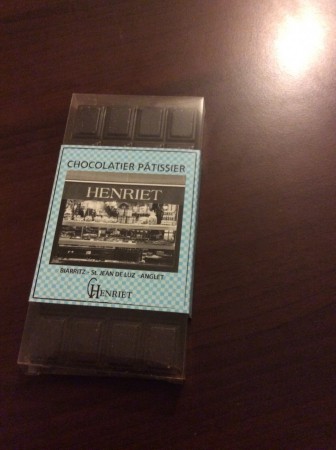 CHOCOLATIER PÂTISSIER
HENRIET
BIARRITZ - St JEAN DE LUZ - ANGLET
HENRIET